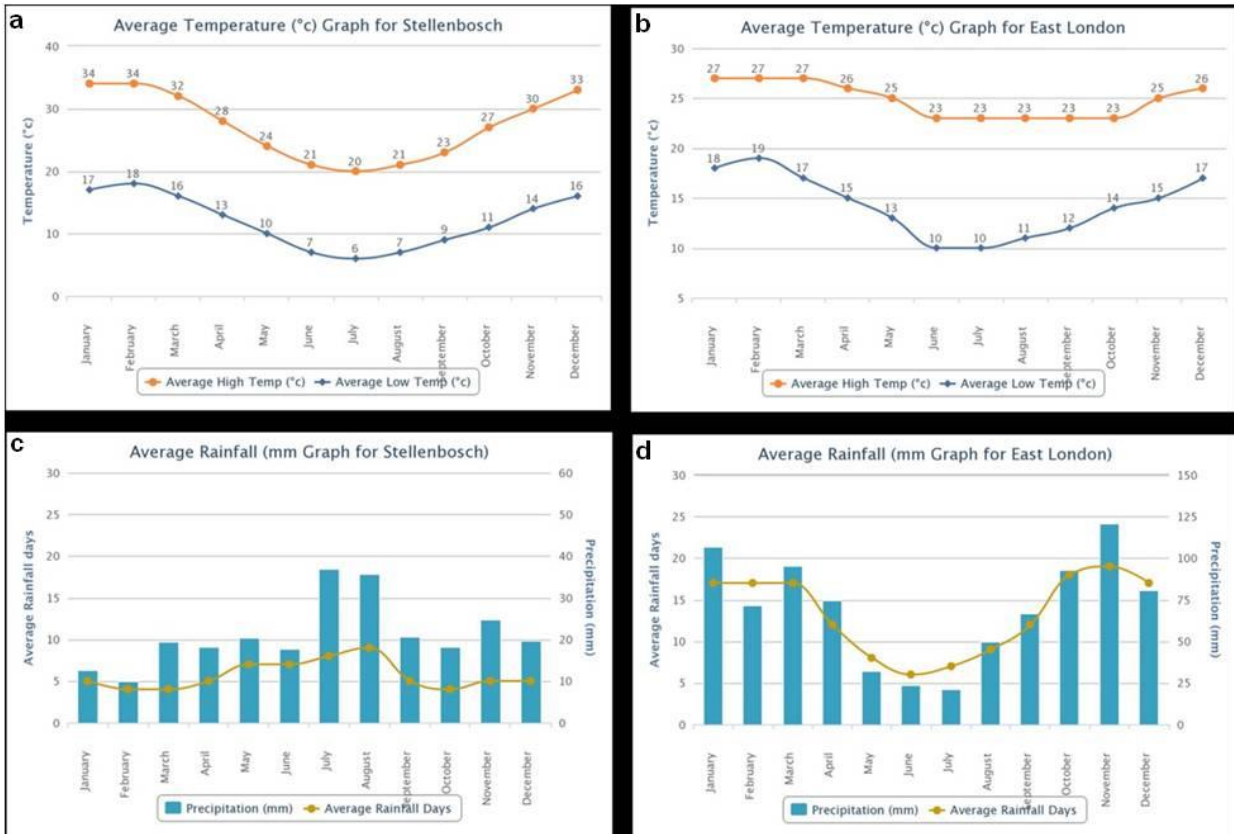 a
Average Temperature (°c) Graph for Stellenbosch
Temperature (°c)
40
30
20
10
0
34
34
32
28
24
21
20
21
23
27
30
33
17
18
16
13
10
7
6
7
9
11
14
16
January
February
March
April
May
June
July
August
September
October
November
December
Average High Temp (°c)
Average Low Temp (°c)
b
Average Temperature (°c) Graph for East London
Temperature (°c)
30
25
20
15
10
5
27
27
27
26
25
23
23
23
23
23
25
26
18
19
17
15
13
10
10
11
12
14
15
17
January
February
March
April
May
June
July
August
September
October
November
December
Average High Temp (°c)
Average Low Temp (°c)
c
Average Rainfall (mm Graph for Stellenbosch)
Average Rainfall days
30
25
20
15
10
5
0
Precipitation (mm)
60
50
40
30
20
10
0
January
February
March
April
May
June
July
August
September
October
November
December
Precipitation (mm)
Average Rainfall Days
d
Average Rainfall (mm Graph for East London)
Average Rainfall days
30
25
20
15
10
5
0
Precipitation (mm)
150
125
100
75
50
25
0
January
February
March
April
May
June
July
August
September
October
November
December
Precipitation (mm)
Average Rainfall Days